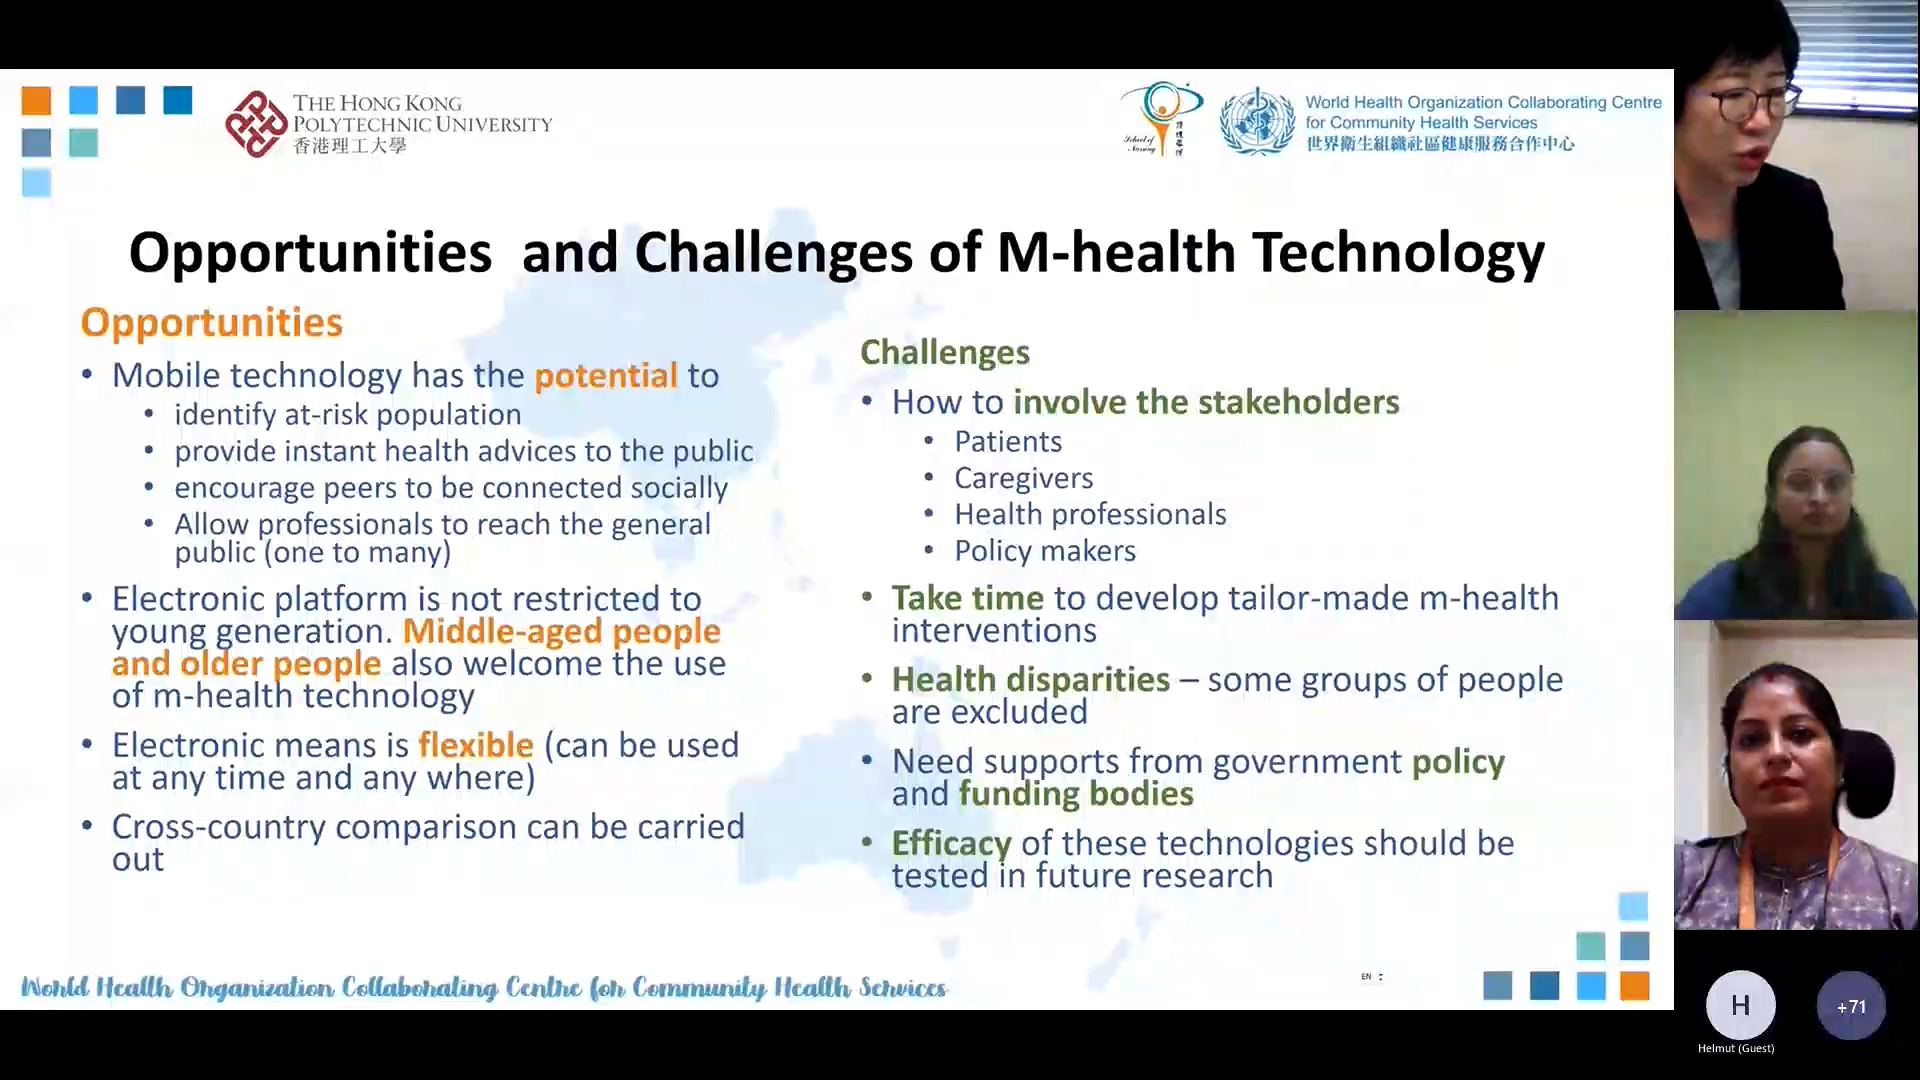 THE HONG KONG
POLYTECHNIC UNIVERSITY
香港理工大學
School of
Nursing
護理學院
World Health Organization Collaborating Centre
for Community Health Services
世界衛生組織社區健康服務合作中心
Opportunities and Challenges of M-health Technology
Opportunities
• Mobile technology has the potential to
• identify at-risk population
• provide instant health advices to the public
• encourage peers to be connected socially
• Allow professionals to reach the general
public (one to many)
• Electronic platform is not restricted to
young generation. Middle-aged people
and older people also welcome the use
of m-health technology
• Electronic means is flexible (can be used
at any time and any where)
• Cross-country comparison can be carried
out
Challenges
• How to involve the stakeholders
• Patients
• Caregivers
• Health professionals
• Policy makers
• Take time to develop tailor-made m-health
interventions
• Health disparities – some groups of people
are excluded
• Need supports from government policy
and funding bodies
• Efficacy of these technologies should be
tested in future research
World Health Organization Collaborating Centre for Community Health Services
EN
H
+71
Helmut (Guest)